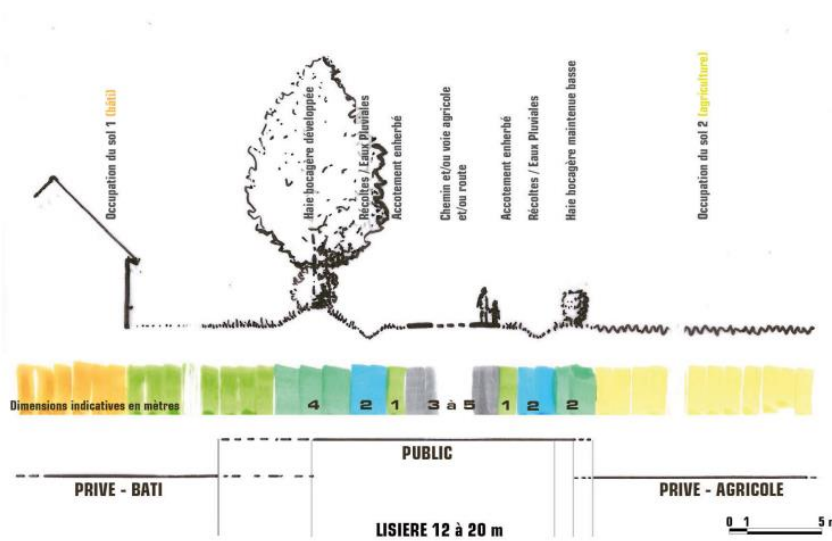 Occupation du sol 1 (bâti)
Haie bocagère développée
Récoltes / Eaux Pluviales
Accotement enherbé
Chemin et/ou voie agricole
et/ou route
Accotement enherbé
Récoltes / Eaux Pluviales
Haie bocagère maintenue basse
Occupation du sol 2 (agriculture)
Dimensions indicatives en mètres
4 2 1 3 à 5 1 2 2
PUBLIC
PRIVE - BATI
PRIVE - AGRICOLE
LISIERE 12 à 20 m
0 1 5 m